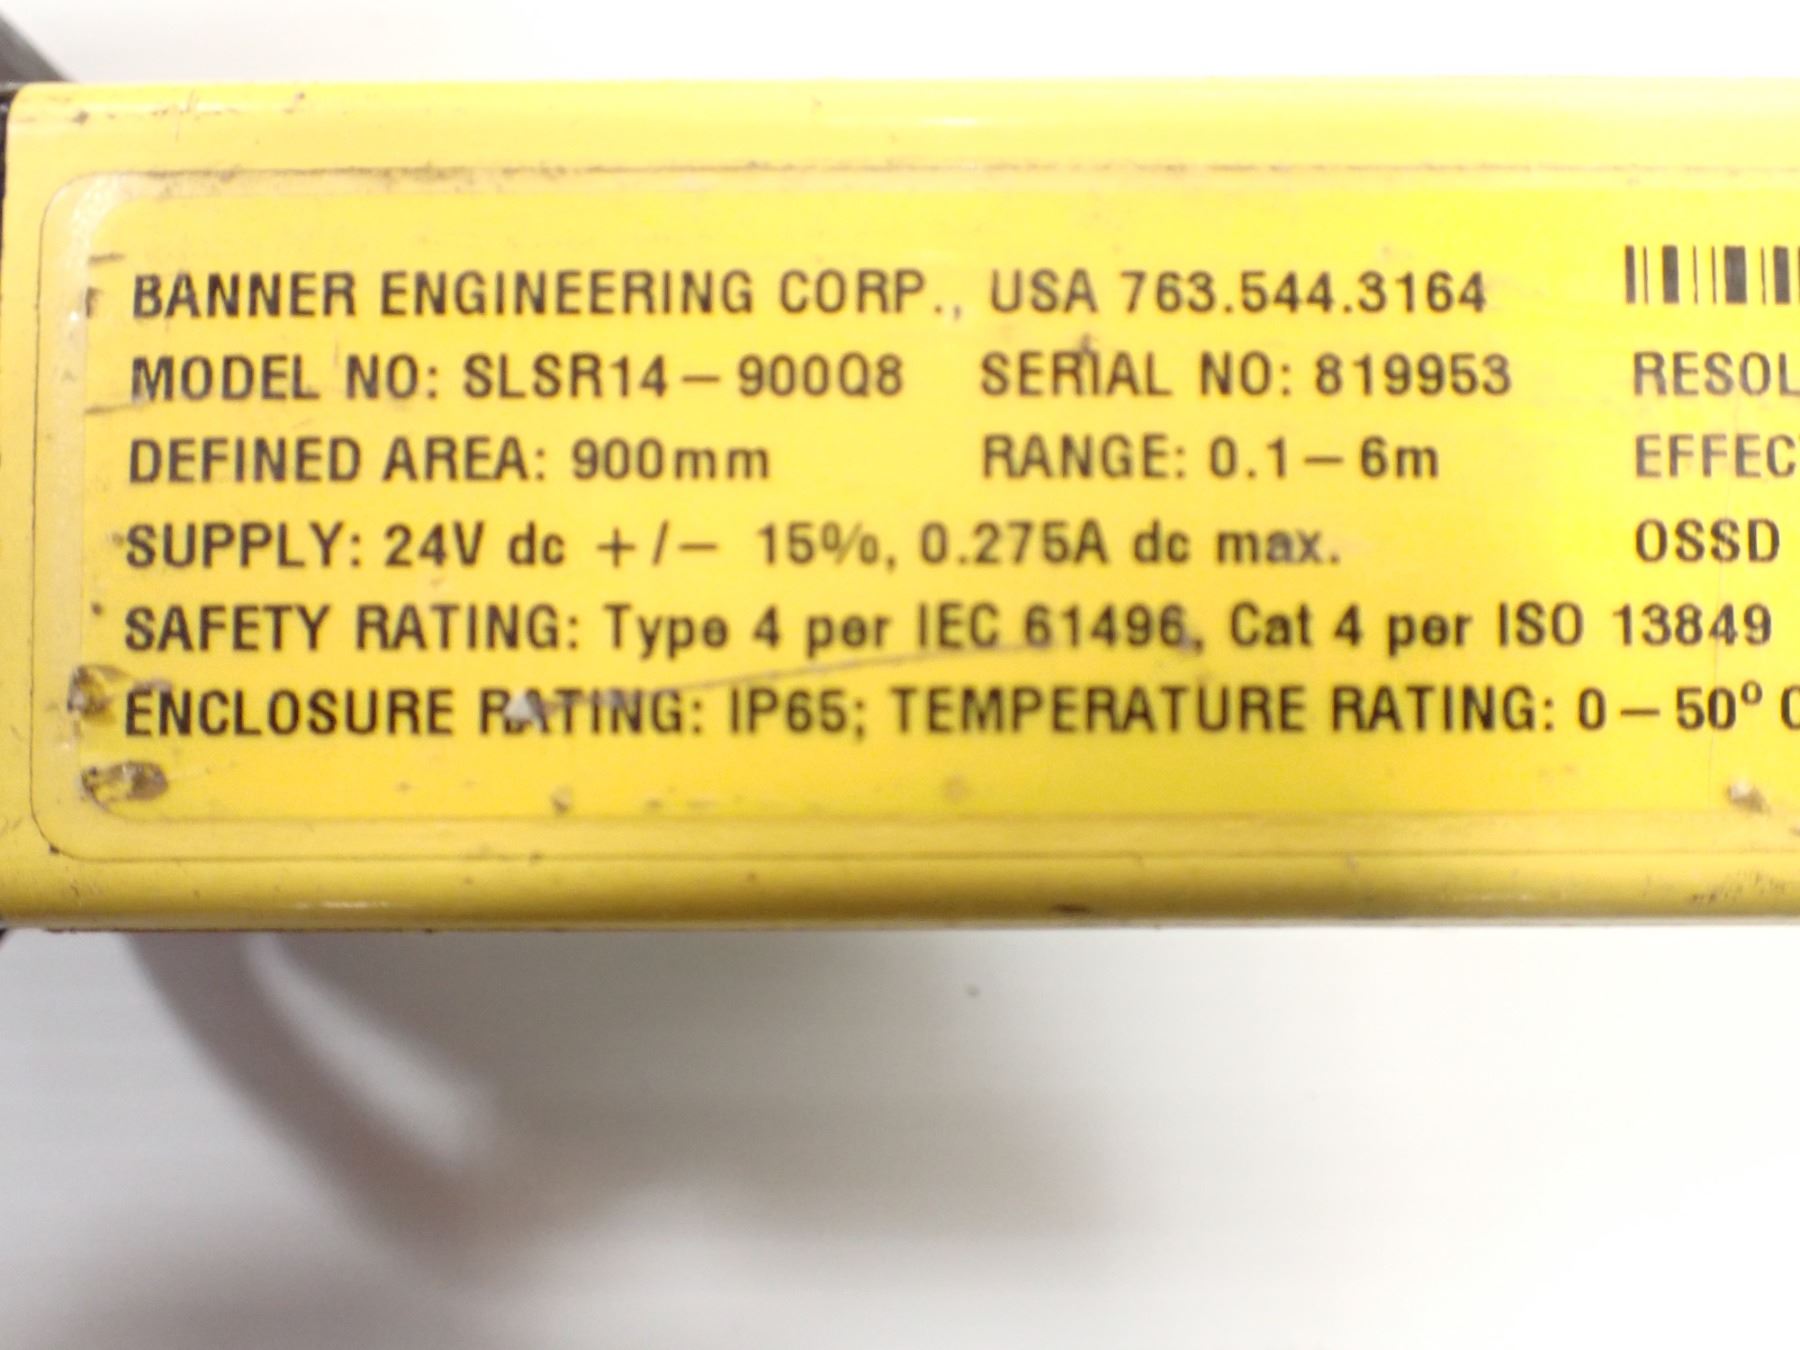 BANNER ENGINEERING CORP., USA 763.544.3164
MODEL NO: SLSR14-900Q8 SERIAL NO: 819953 RESOL
DEFINED AREA: 900mm RANGE: 0.1-6m EFFEC
SUPPLY: 24V dc +/- 15%, 0.275A dc max. OSSD
SAFETY RATING: Type 4 per IEC 61496, Cat 4 per ISO 13849
ENCLOSURE RATING: IP65; TEMPERATURE RATING: 0-50° C